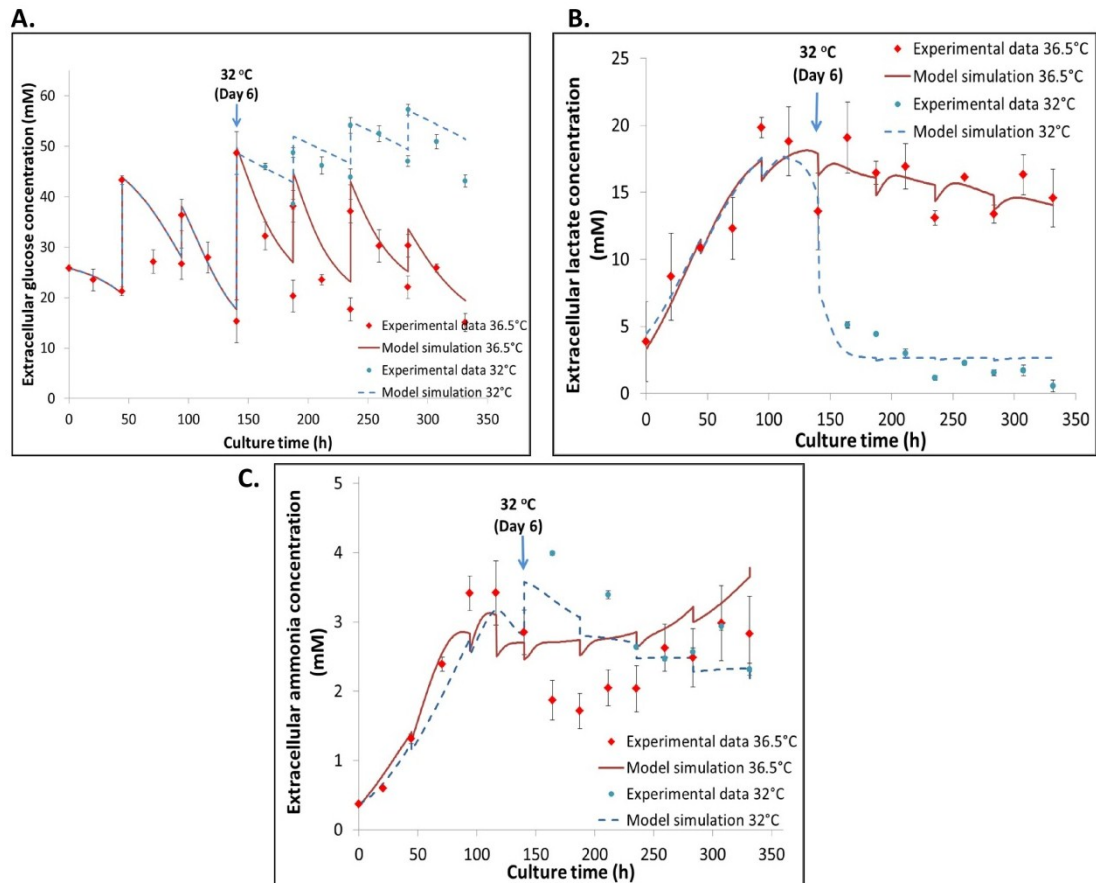 A.
Extracellular glucose concentration (mM)
60
50
40
30
20
10
0
32 °C
(Day 6)
Experimental data 36.5°C
Model simulation 36.5°C
Experimental data 32°C
Model simulation 32°C
0 50 100 150 200 250 300 350
Culture time (h)
B.
Extracellular lactate concentration
(mM)
25
20
15
10
5
0
32 °C
(Day 6)
Experimental data 36.5°C
Model simulation 36.5°C
Experimental data 32°C
Model simulation 32°C
0 50 100 150 200 250 300 350
Culture time (h)
C.
Extracellular ammonia concentration
(mM)
5
4
3
2
1
0
32 °C
(Day 6)
Experimental data 36.5°C
Model simulation 36.5°C
Experimental data 32°C
Model simulation 32°C
0 50 100 150 200 250 300 350
Culture time (h)